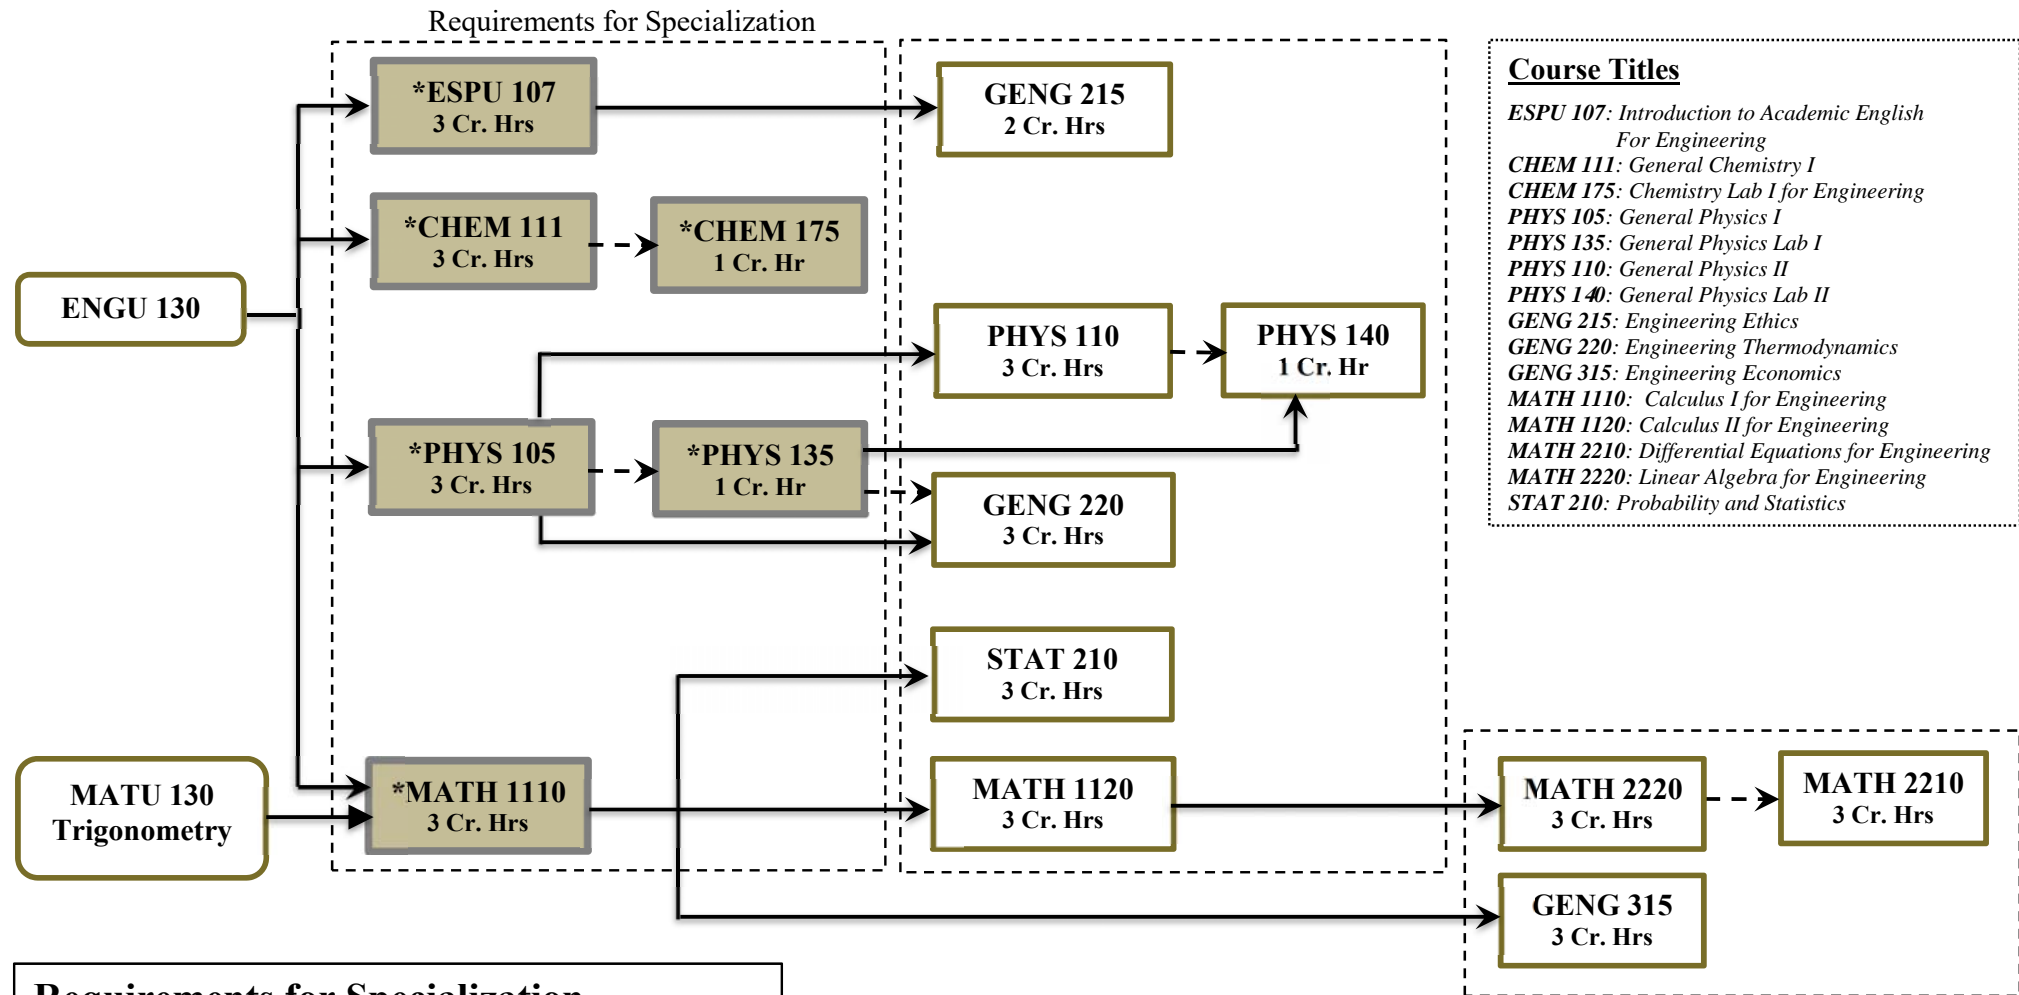 Requirements for Specialization
*ESPU 107
3 Cr. Hrs
GENG 215
2 Cr. Hrs
*CHEM 111
3 Cr. Hrs
*CHEM 175
1 Cr. Hr
ENGU 130
PHYS 110
3 Cr. Hrs
PHYS 140
1 Cr. Hr
*PHYS 105
3 Cr. Hrs
*PHYS 135
1 Cr. Hr
GENG 220
3 Cr. Hrs
STAT 210
3 Cr. Hrs
MATU 130
Trigonometry
*MATH 1110
3 Cr. Hrs
MATH 1120
3 Cr. Hrs
MATH 2220
3 Cr. Hrs
MATH 2210
3 Cr. Hrs
GENG 315
3 Cr. Hrs
Course Titles
ESPU 107: Introduction to Academic English
For Engineering
CHEM 111: General Chemistry I
CHEM 175: Chemistry Lab I for Engineering
PHYS 105: General Physics I
PHYS 135: General Physics Lab I
PHYS 110: General Physics II
PHYS 140: General Physics Lab II
GENG 215: Engineering Ethics
GENG 220: Engineering Thermodynamics
GENG 315: Engineering Economics
MATH 1110: Calculus I for Engineering
MATH 1120: Calculus II for Engineering
MATH 2210: Differential Equations for Engineering
MATH 2220: Linear Algebra for Engineering
STAT 210: Probability and Statistics
Requirements for Specialization